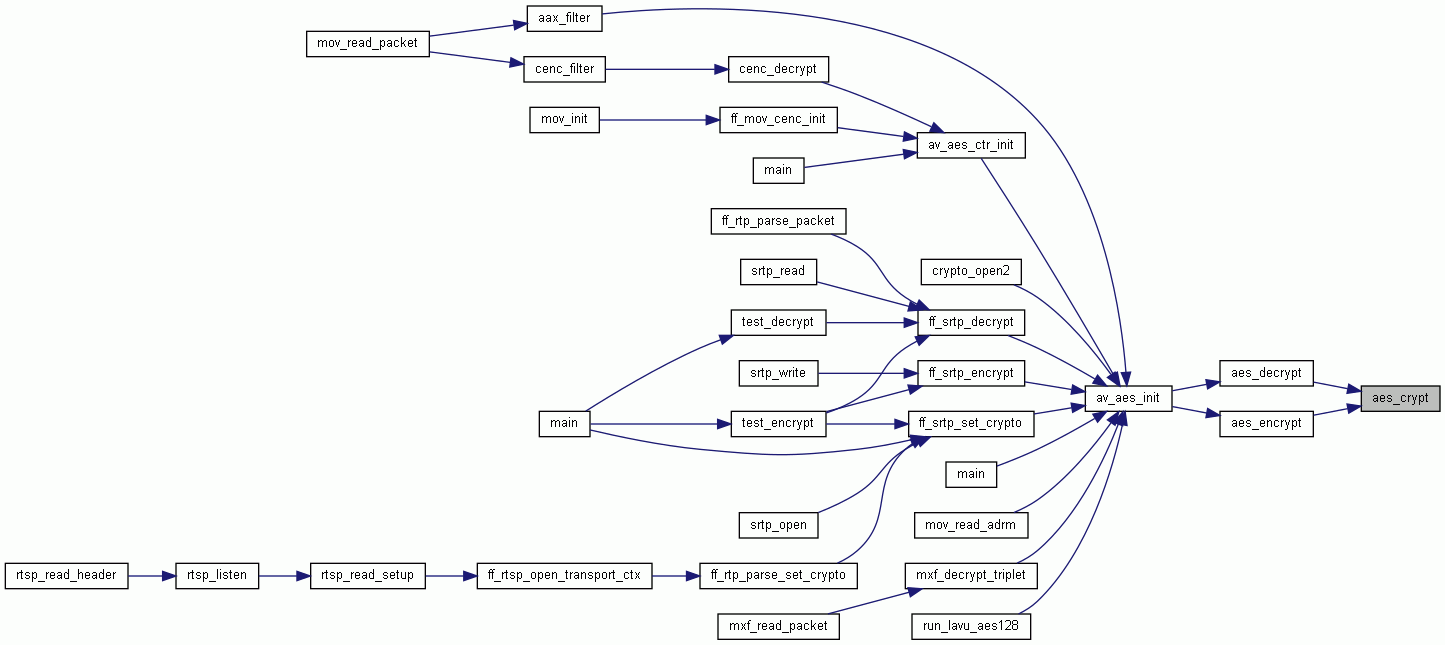 aax_filter
mov_read_packet
cenc_filter
cenc_decrypt
mov_init
ff_mov_cenc_init
av_aes_ctr_init
main
ff_rtp_parse_packet
srtp_read
crypto_open2
test_decrypt
ff_srtp_decrypt
srtp_write
ff_srtp_encrypt
aes_decrypt
av_aes_init
aes_crypt
main
test_encrypt
ff_srtp_set_crypto
aes_encrypt
main
srtp_open
mov_read_adrm
rtsp_read_header
rtsp_listen
rtsp_read_setup
ff_rtsp_open_transport_ctx
ff_rtp_parse_set_crypto
mxf_decrypt_triplet
mxf_read_packet
run_lavu_aes128